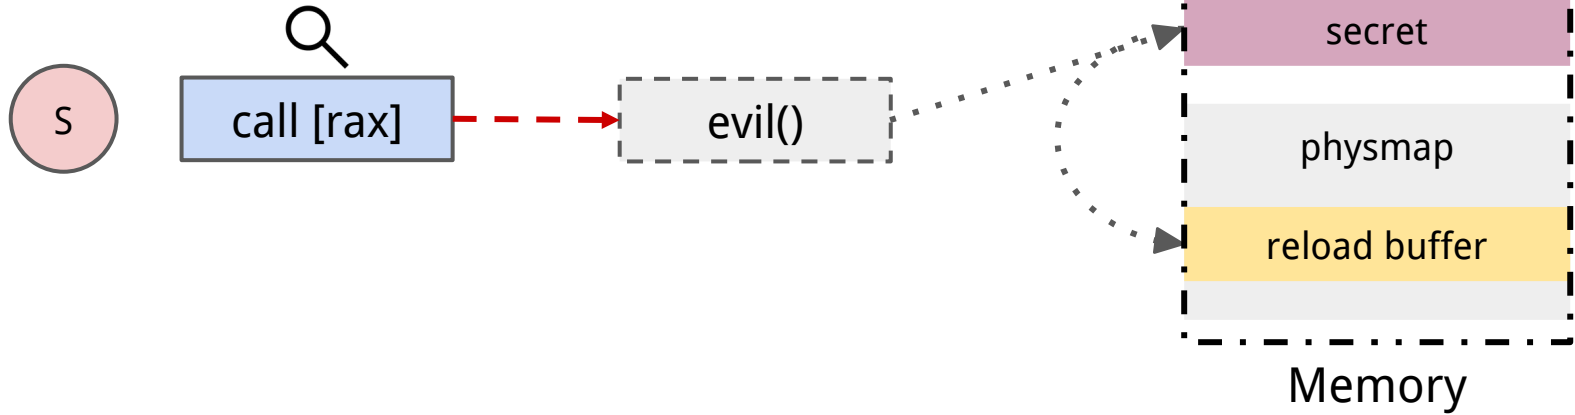 S
call [rax]
evil()
secret
physmap
reload buffer
Memory